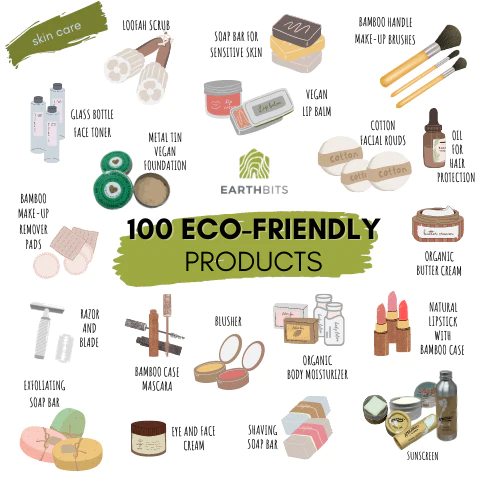 skin care
LOOFAH SCRUB
SOAP BAR FOR
SENSITIVE SKIN
BAMBOO HANDLE
MAKE-UP BRUSHES
GLASS BOTTLE
FACE TONER
VEGAN
LIP BALM
Lip balm
METAL TIN
VEGAN
FOUNDATION
COTTON
FACIAL ROUDS
cotton
cotton
cotton
OIL
FOR
HAIR
PROTECTION
EARTHBITS
BAMBOO
MAKE-UP
REMOVER
PADS
100 ECO-FRIENDLY
PRODUCTS
ORGANIC
BUTTER CREAM
RAZOR
AND
BLADE
BAMBOO CASE
MASCARA
BLUSHER
ORGANIC
BODY MOISTURIZER
NATURAL
LIPSTICK
WITH
BAMBOO CASE
EXFOLIATING
SOAP BAR
EYE AND FACE
CREAM
SHAVING
SOAP BAR
SUNSCREEN